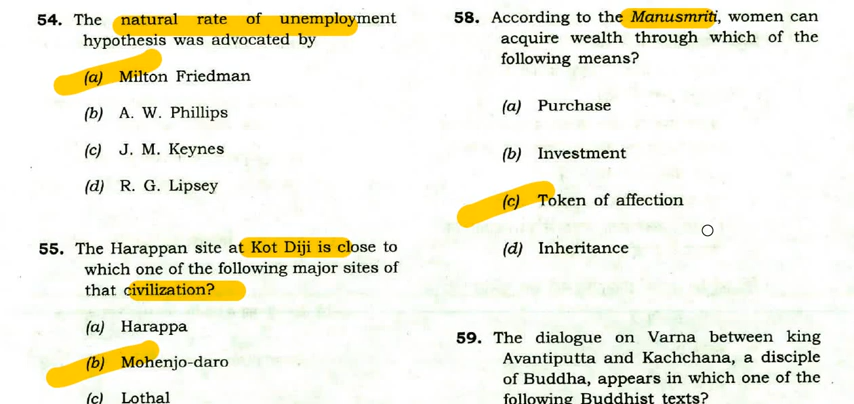 54. The natural rate of unemployment
hypothesis was advocated by
(a) Milton Friedman
(b) A. W. Phillips
(c) J. M. Keynes
(d) R. G. Lipsey
55. The Harappan site at Kot Diji is close to
which one of the following major sites of
that civilization?
(a) Harappa
(b) Mohenjo-daro
(c) Lothal
58. According to the Manusmriti, women can
acquire wealth through which of the
following means?
(a) Purchase
(b) Investment
(c) Token of affection
(d) Inheritance
59. The dialogue on Varna between king
Avantiputta and Kachchana, a disciple
of Buddha, appears in which one of the
following Buddhist texts?